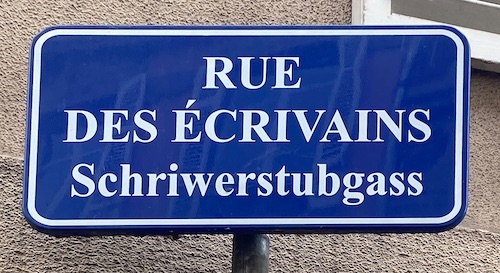 RUE
DES ÉCRIVAINS
Schriwerstubgass